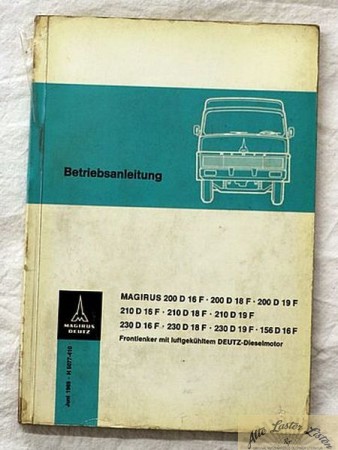 Betriebsanleitung
MAGIRUS 200 D 16 F · 200 D 18 F · 200 D 19 F
210 D 16 F · 210 D 18 F · 210 D 19 F
230 D 16 F · 230 D 18 F · 230 D 19 F · 156 D 16 F
Frontlenker mit luftgekühltem DEUTZ-Dieselmotor
MAGIRUS
DEUTZ
Alte Laster Listen